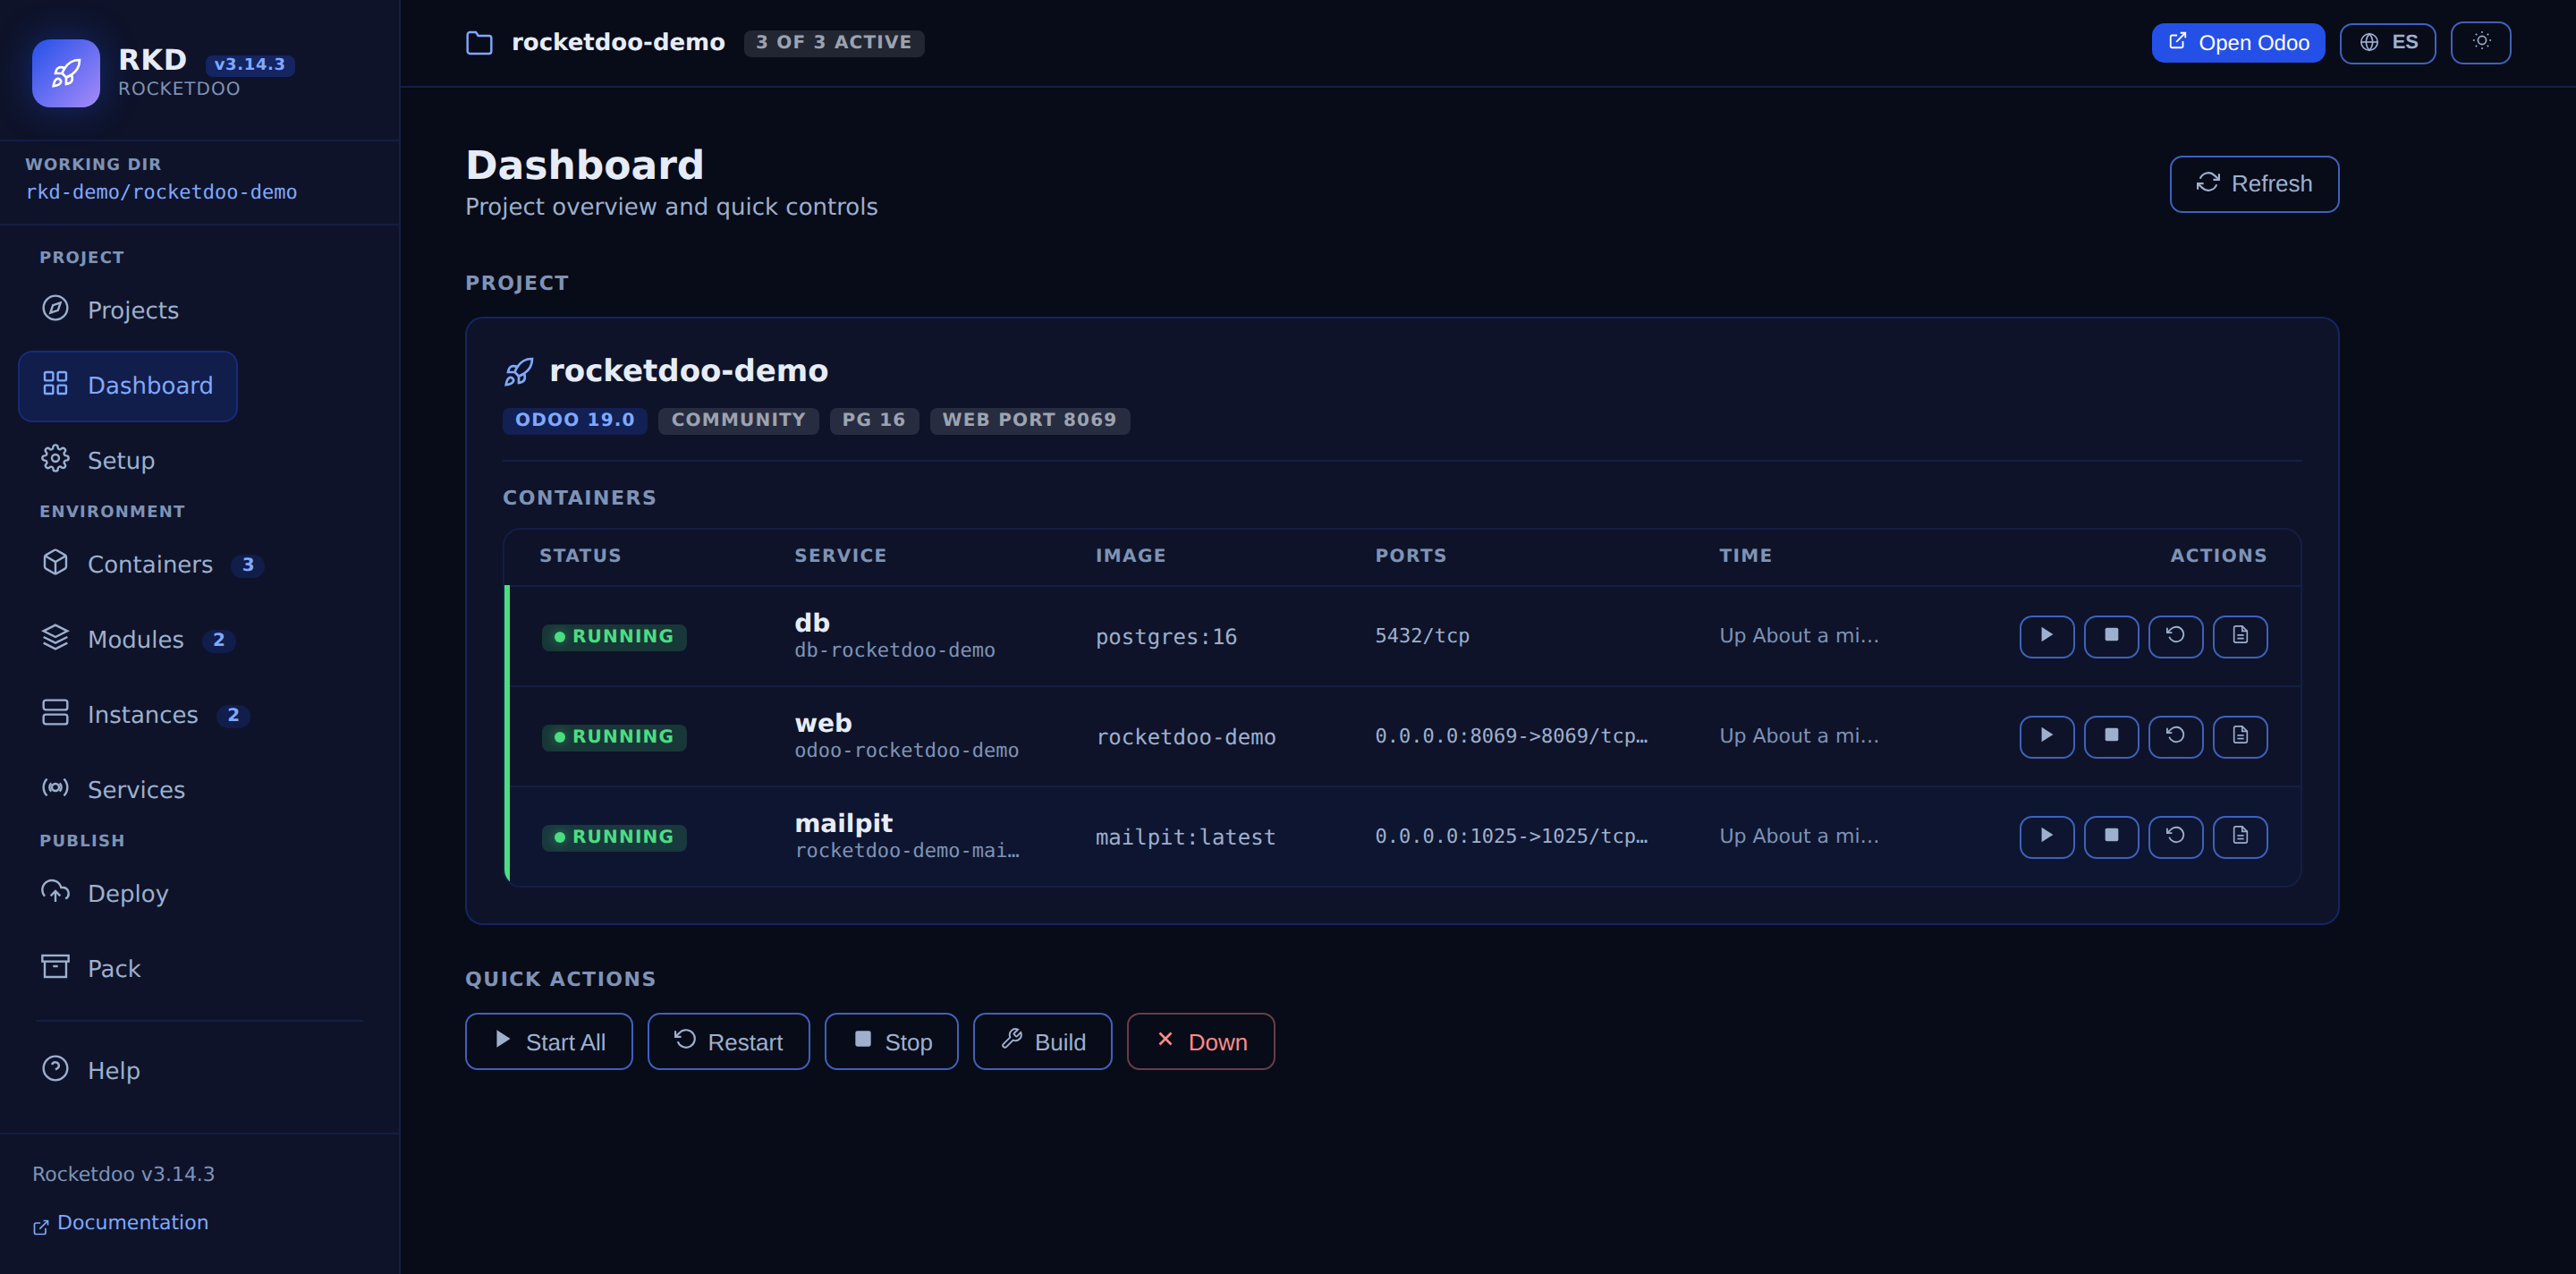 RKD v3.14.3
ROCKETDOO
WORKING DIR
rkd-demo/rocketdoo-demo
PROJECT
Projects
Dashboard
Setup
ENVIRONMENT
Containers 3
Modules 2
Instances 2
Services
PUBLISH
Deploy
Pack
Help
Rocketdoo v3.14.3
Documentation
rocketdoo-demo 3 OF 3 ACTIVE
Open Odoo ES
Dashboard
Project overview and quick controls
Refresh
PROJECT
rocketdoo-demo
ODOO 19.0 COMMUNITY PG 16 WEB PORT 8069
CONTAINERS
STATUS SERVICE IMAGE PORTS TIME ACTIONS
RUNNING db postgres:16 5432/tcp Up About a mi…
db-rocketdoo-demo
RUNNING web rocketdoo-demo 0.0.0.0:8069->8069/tcp… Up About a mi…
odoo-rocketdoo-demo
RUNNING mailpit mailpit:latest 0.0.0.0:1025->1025/tcp… Up About a mi…
rocketdoo-demo-mai…
QUICK ACTIONS
Start All Restart Stop Build Down